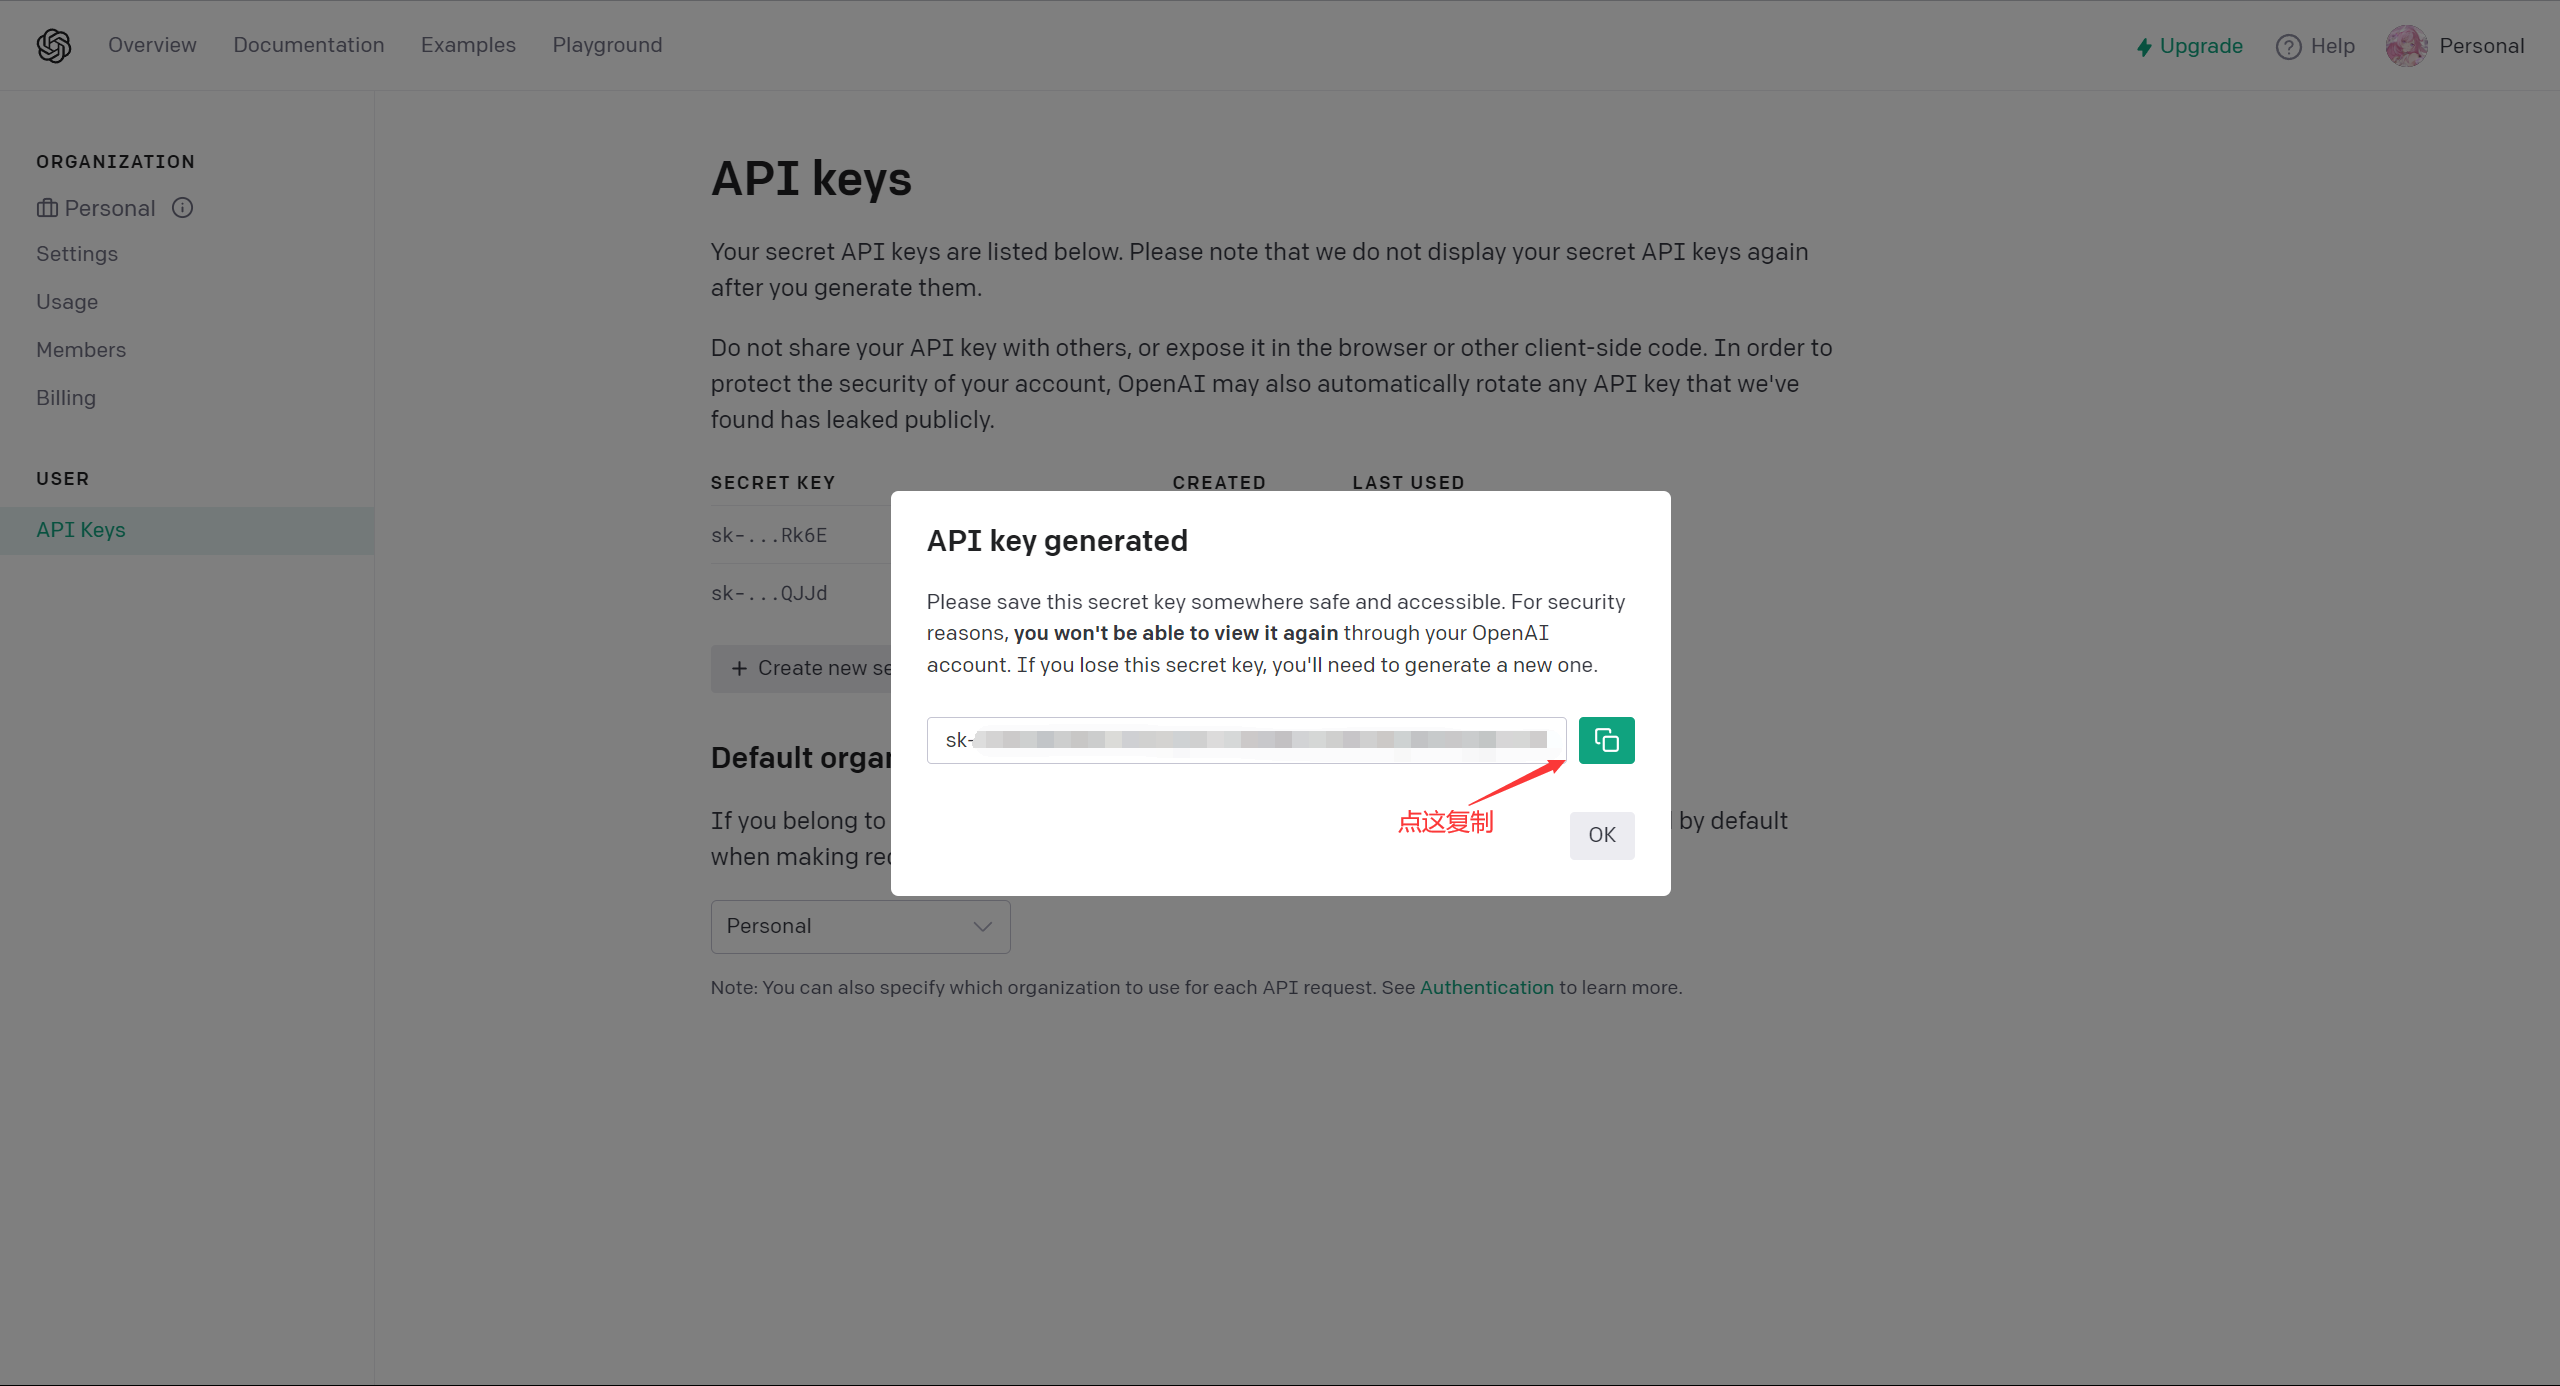 Overview
Documentation
Examples
Playground
Upgrade
Help
Personal
ORGANIZATION
Personal
Settings
Usage
Members
Billing
USER
API Keys
API keys
Your secret API keys are listed below. Please note that we do not display your secret API keys again
after you generate them.
Do not share your API key with others, or expose it in the browser or other client-side code. In order to
protect the security of your account, OpenAI may also automatically rotate any API key that we've
found has leaked publicly.
SECRET KEY
CREATED
LAST USED
sk-...Rk6E
sk-...QJJd
+ Create new
Default
If you belong to
by default
when making
Personal
Note: You can also specify which organization to use for each API request. See Authentication to learn more.
API key generated
Please save this secret key somewhere safe and accessible. For security
reasons, you won't be able to view it again through your OpenAI
account. If you lose this secret key, you'll need to generate a new one.
sk-
点这复制
OK